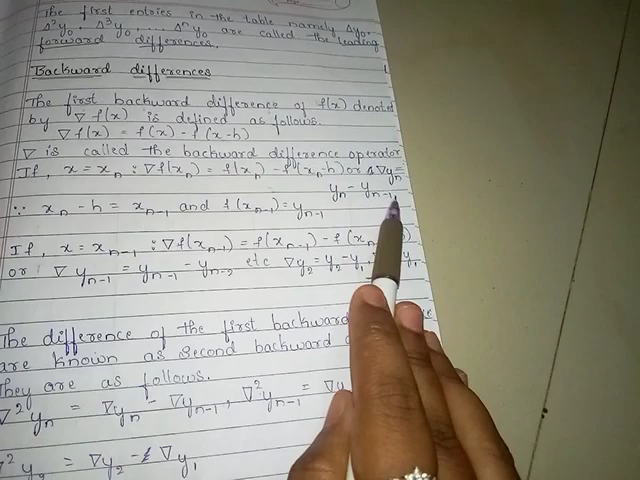 The first entries in the table namely Δy₀,
Δ²y₀, Δ³y₀, .... Δⁿy₀ are called the leading
forward differences.
Backward differences
The first backward difference of f(x) denoted
by ∇f(x) is defined as follows.
∇f(x) = f(x) - f(x-h)
∇ is called the backward difference operator
If, x = xₙ : ∇f(xₙ) = f(xₙ) - f(xₙ-h) or ∇yₙ =
yₙ - yₙ₋₁
∵ xₙ - h = xₙ₋₁ and f(xₙ₋₁) = yₙ₋₁
If, x = xₙ₋₁ : ∇f(xₙ₋₁) = f(xₙ₋₁) - f(xₙ
or ∇yₙ₋₁ = yₙ₋₁ - yₙ₋₂ etc ∇y₂ = y₂ - y₁, y₁
The difference of the first backward
are known as second backward
They are as follows.
∇²yₙ = ∇yₙ - ∇yₙ₋₁, ∇²yₙ₋₁ = ∇y
∇²y₂ = ∇y₂ - ∇y₁